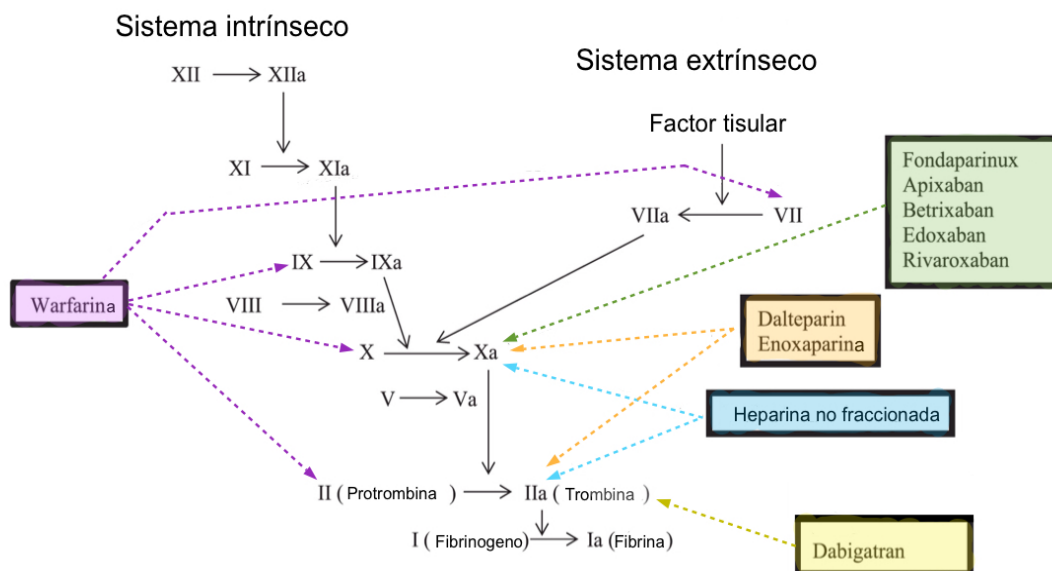 Sistema intrínseco
Sistema extrínseco
XII
XIIa
Factor tisular
XI
XIa
Fondaparinux
Apixaban
Betrixaban
Edoxaban
Rivaroxaban
VIIa
VII
IX
IXa
Warfarina
VIII
VIIIa
Dalteparin
Enoxaparina
X
Xa
V
Va
Heparina no fraccionada
II ( Protrombina )
IIa ( Trombina )
I ( Fibrinogeno)
Ia (Fibrina)
Dabigatran